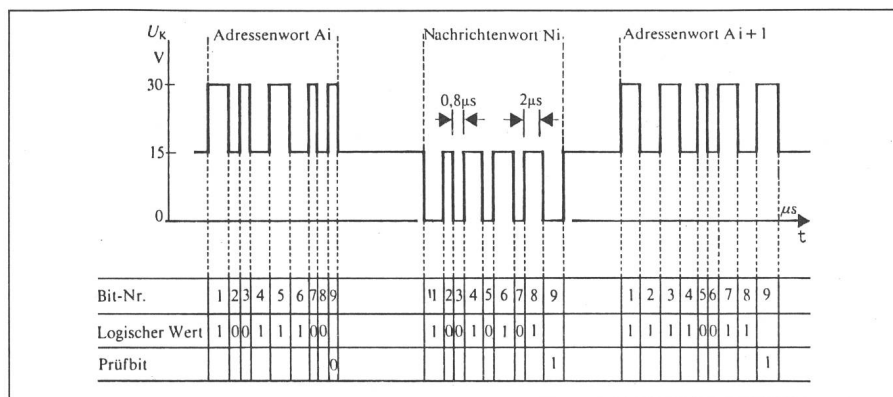 U_K Adressenwort Ai Nachrichtenwort Ni Adressenwort Ai+1
V
30
0,8µs 2µs
15
0 µs
t
Bit-Nr. 1 2 3 4 5 6 7 8 9 1 2 3 4 5 6 7 8 9 1 2 3 4 5 6 7 8 9
Logischer Wert 1 0 0 1 1 1 0 0 1 0 0 1 0 1 0 1 1 1 1 1 0 0 1 1
Prüfbit 0 1 1